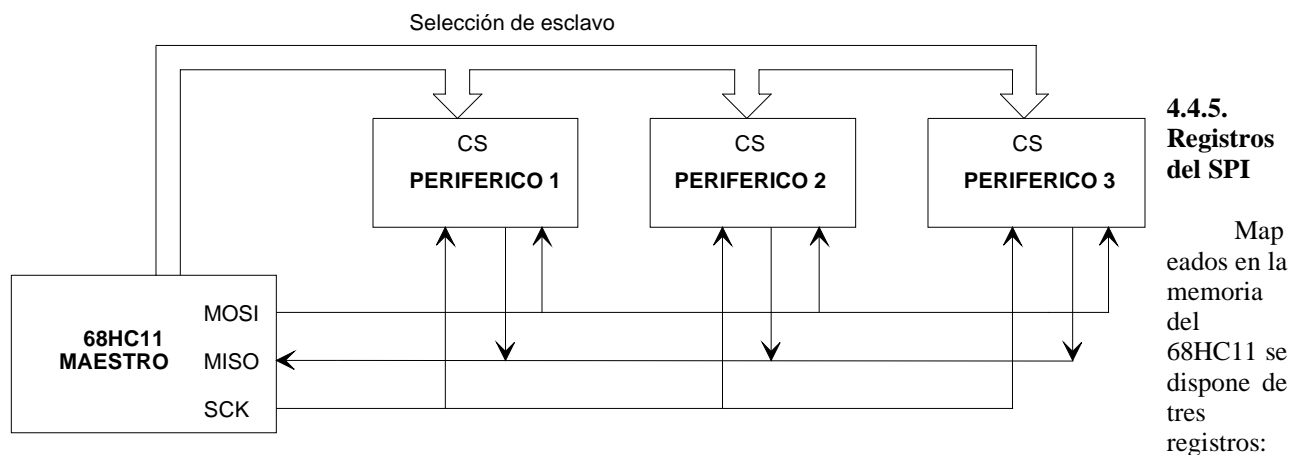 Selección de esclavo
CS
PERIFERICO 1
CS
PERIFERICO 2
CS
PERIFERICO 3
68HC11
MAESTRO
MOSI
MISO
SCK
4.4.5.
Registros
del SPI
Map
eados en la
memoria
del
68HC11 se
dispone de
tres
registros: